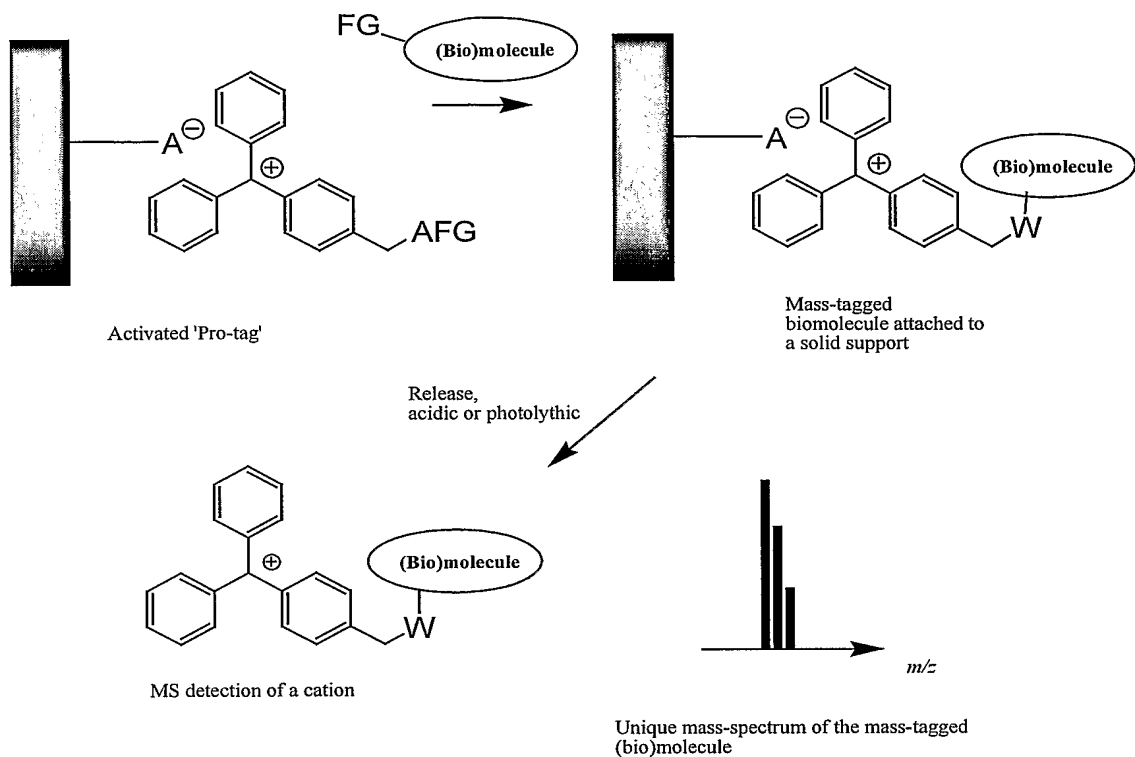 FG
(Bio)molecule
A⊖
⊕
AFG
Activated 'Pro-tag'
A⊖
⊕
(Bio)molecule
W
Mass-tagged
biomolecule attached to
a solid support
Release,
acidic or photolythic
⊕
(Bio)molecule
W
MS detection of a cation
m/z
Unique mass-spectrum of the mass-tagged
(bio)molecule